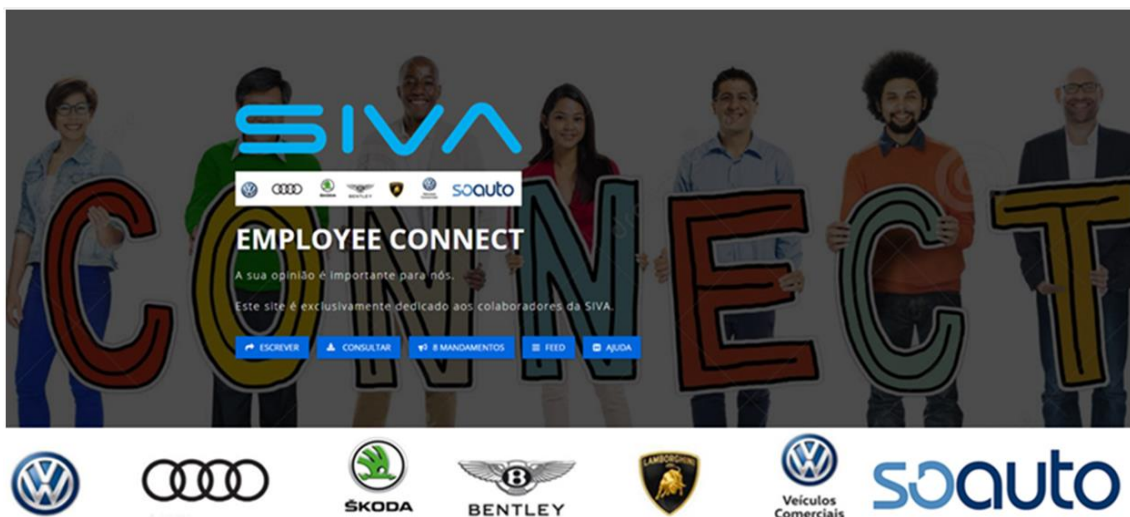 SIVA
BENTLEY
soauto
EMPLOYEE CONNECT
A sua opinião é importante para nós.
Este site é exclusivamente dedicado aos colaboradores da SIVA.
ESCREVER CONSULTAR 8 MANDAMENTOS FEED AJUDA
CONNECT
LAMBORGHINI
ŠKODA
B
BENTLEY
Veículos
Comerciais
soauto